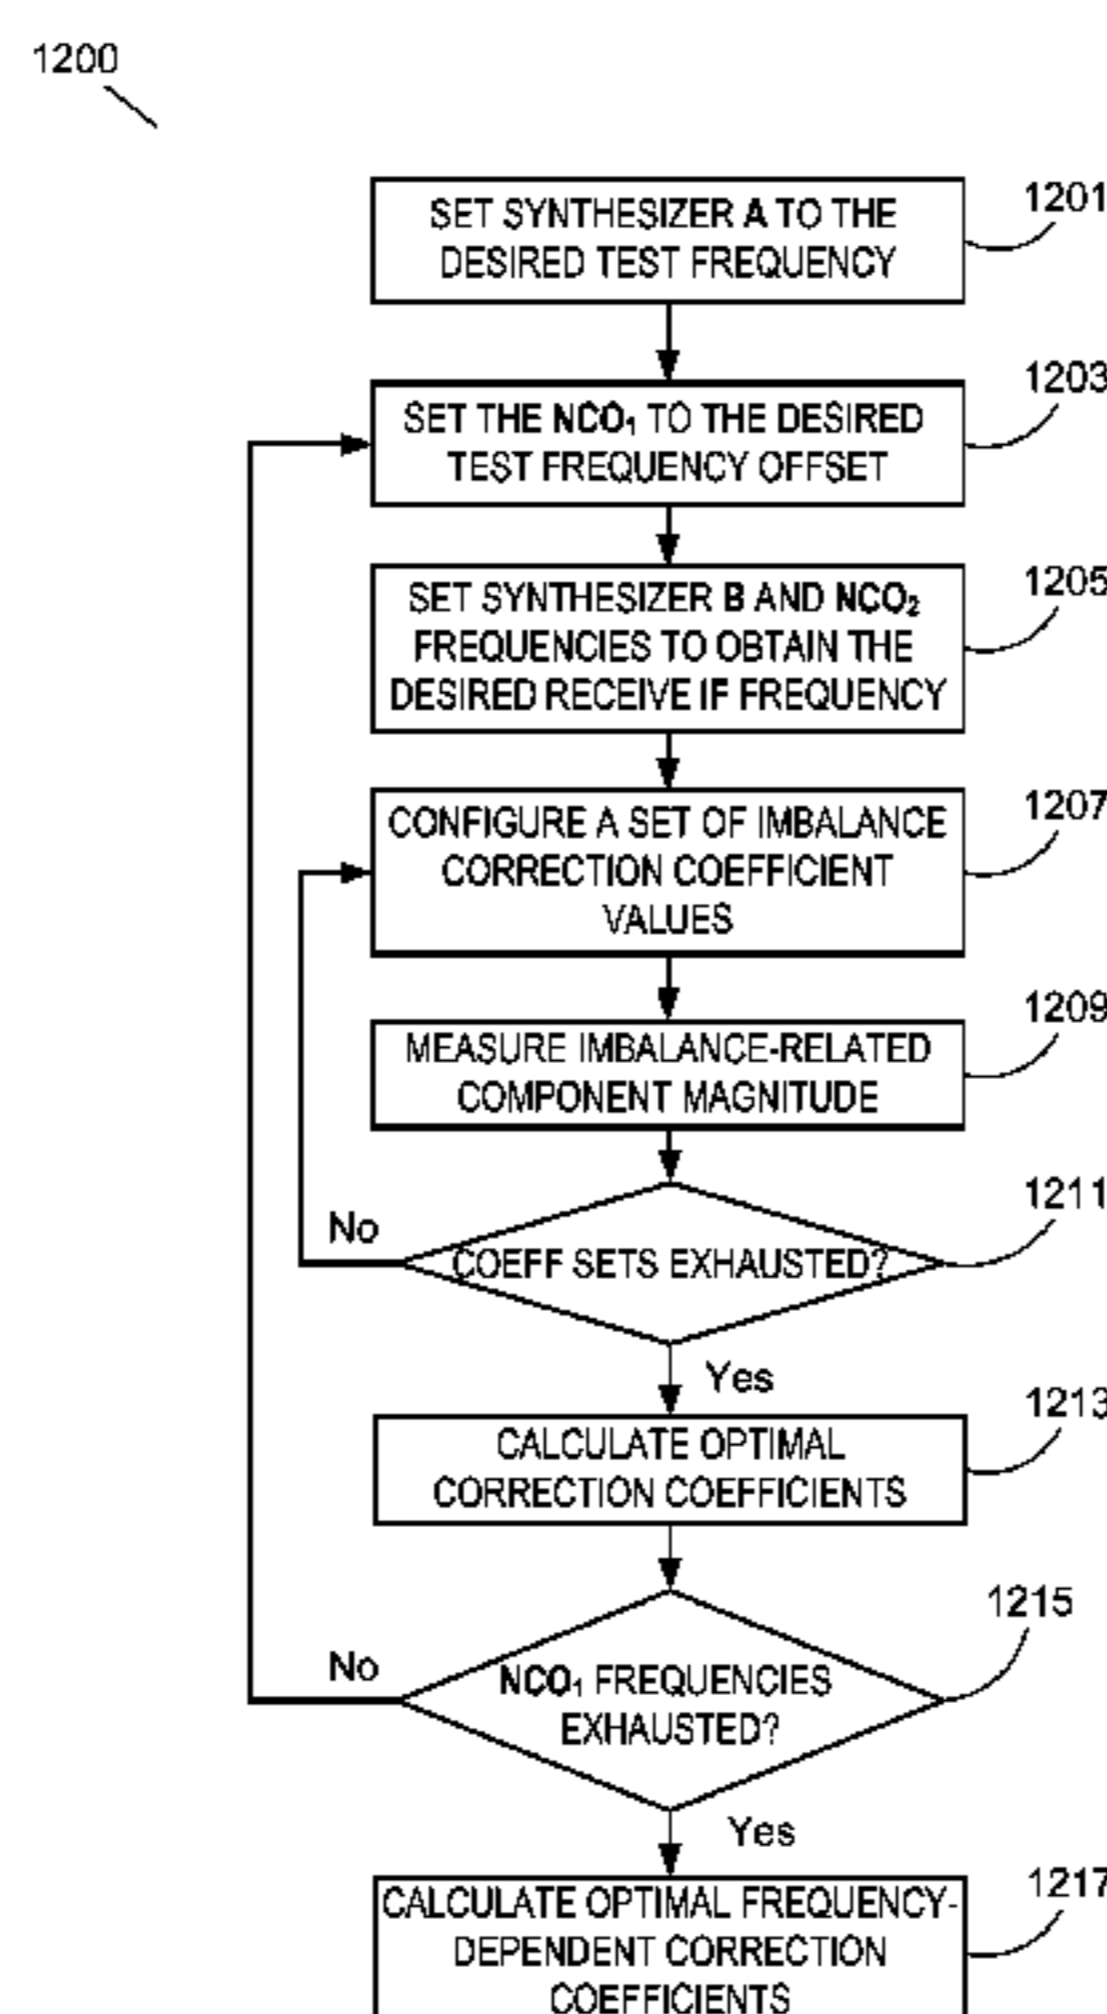 1200
SET SYNTHESIZER A TO THE
DESIRED TEST FREQUENCY
1201
SET THE NCO₁ TO THE DESIRED
TEST FREQUENCY OFFSET
1203
SET SYNTHESIZER B AND NCO₂
FREQUENCIES TO OBTAIN THE
DESIRED RECEIVE IF FREQUENCY
1205
CONFIGURE A SET OF IMBALANCE
CORRECTION COEFFICIENT
VALUES
1207
MEASURE IMBALANCE-RELATED
COMPONENT MAGNITUDE
1209
COEFF SETS EXHAUSTED?
1211
No
Yes
CALCULATE OPTIMAL
CORRECTION COEFFICIENTS
1213
NCO₁ FREQUENCIES
EXHAUSTED?
1215
No
Yes
CALCULATE OPTIMAL FREQUENCY-
DEPENDENT CORRECTION
COEFFICIENTS
1217